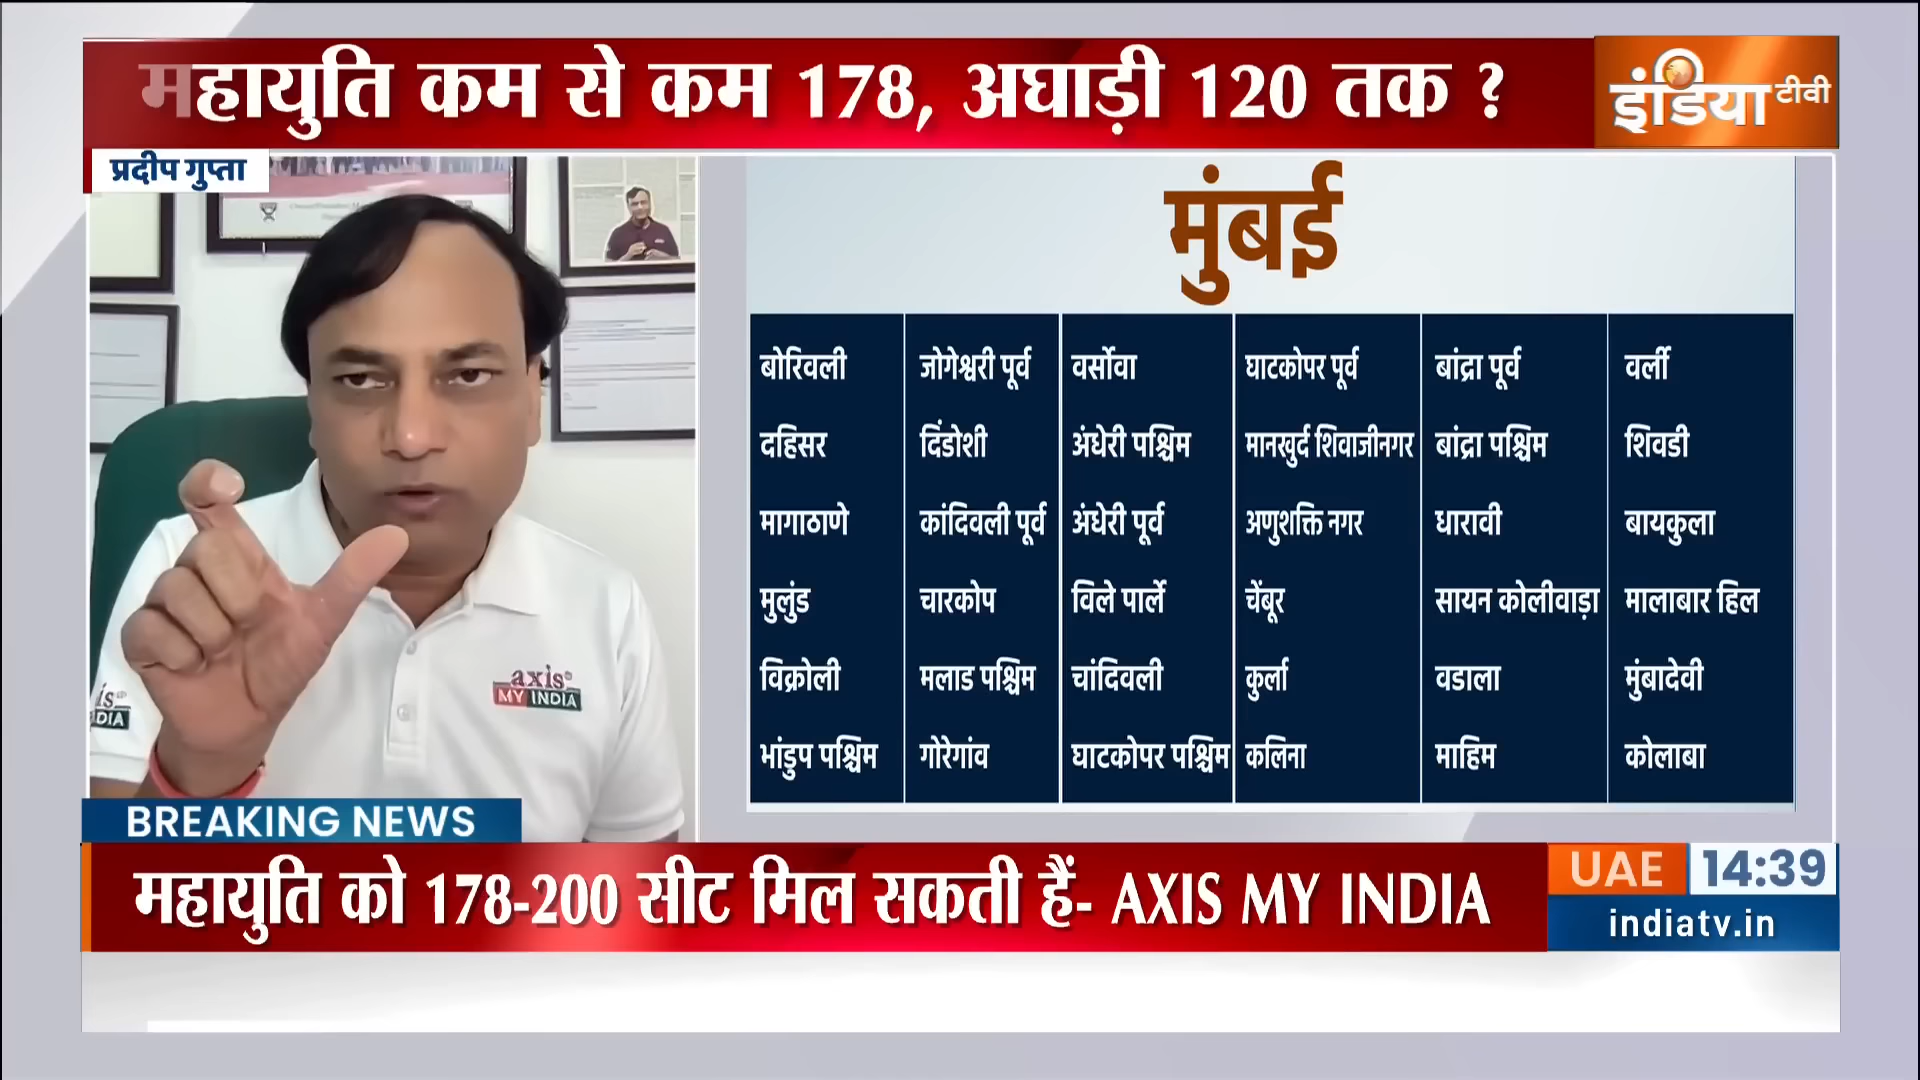 महायुति कम से कम 178, अघाड़ी 120 तक ?
इंडिया टीवी
प्रदीप गुप्ता
मुंबई
बोरिवली जोगेश्वरी पूर्व वर्सोवा घाटकोपर पूर्व बांद्रा पूर्व वर्ली
दहिसर दिंडोशी अंधेरी पश्चिम मानखुर्द शिवाजीनगर बांद्रा पश्चिम शिवडी
मागाठाणे कांदिवली पूर्व अंधेरी पूर्व अणुशक्ति नगर धारावी बायकुला
मुलुंड चारकोप विले पार्ले चेंबूर सायन कोलीवाड़ा मालाबार हिल
विक्रोली मलाड पश्चिम चांदिवली कुर्ला वडाला मुंबादेवी
भांडुप पश्चिम गोरेगांव घाटकोपर पश्चिम कलिना माहिम कोलाबा
axis
MY INDIA
is
DIA
BREAKING NEWS
महायुति को 178-200 सीट मिल सकती हैं- AXIS MY INDIA
UAE 14:39
indiatv.in